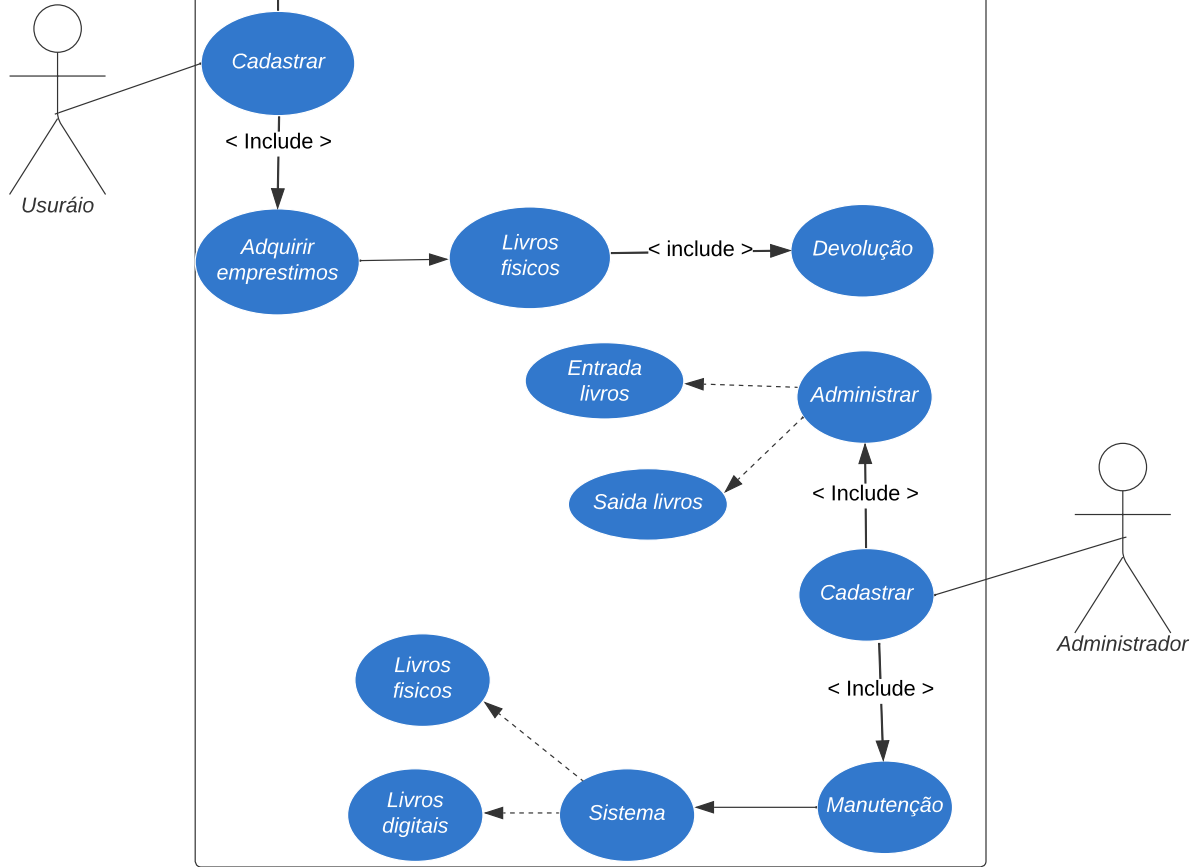 Cadastrar
< Include >
Usuráio
Adquirir
emprestimos
Livros
fisicos
< include >
Devolução
Entrada
livros
Administrar
Saida livros
< Include >
Cadastrar
Administrador
Livros
fisicos
< Include >
Livros
digitais
Sistema
Manutenção